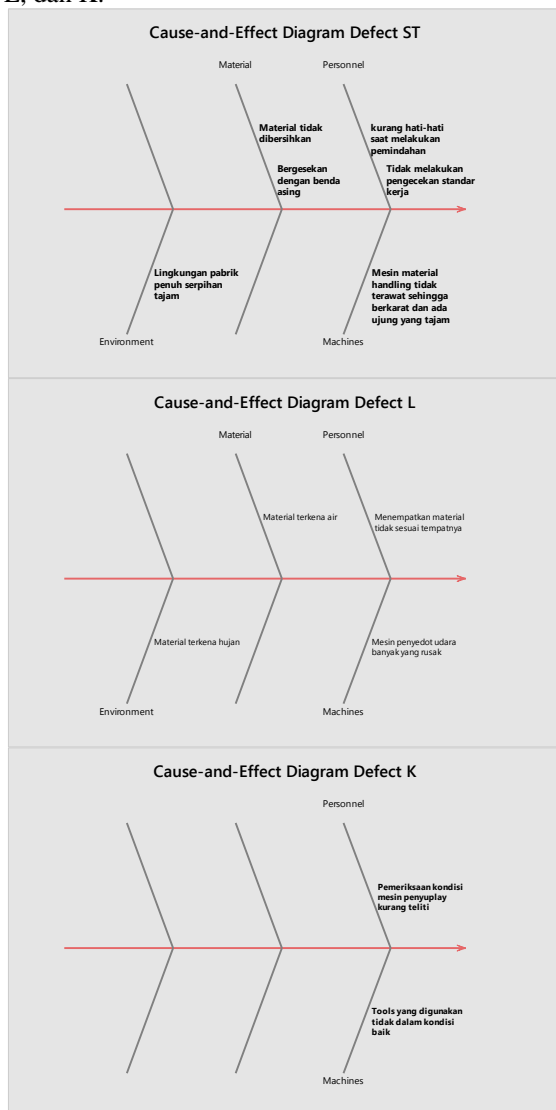 L, dan K.
Cause-and-Effect Diagram Defect ST
Material
Personnel
Material tidak
dibersihkan
kurang hati-hati
saat melakukan
pemindahan
Bergesekan
dengan benda
asing
Tidak melakukan
pengecekan standar
kerja
Lingkungan pabrik
penuh serpihan
tajam
Mesin material
handling tidak
terawat sehingga
berkarat dan ada
ujung yang tajam
Environment
Machines
Cause-and-Effect Diagram Defect L
Material
Personnel
Material terkena air
Menempatkan material
tidak sesuai tempatnya
Material terkena hujan
Mesin penyedot udara
banyak yang rusak
Environment
Machines
Cause-and-Effect Diagram Defect K
Personnel
Pemeriksaan kondisi
mesin penyuplay
kurang teliti
Tools yang digunakan
tidak dalam kondisi
baik
Machines